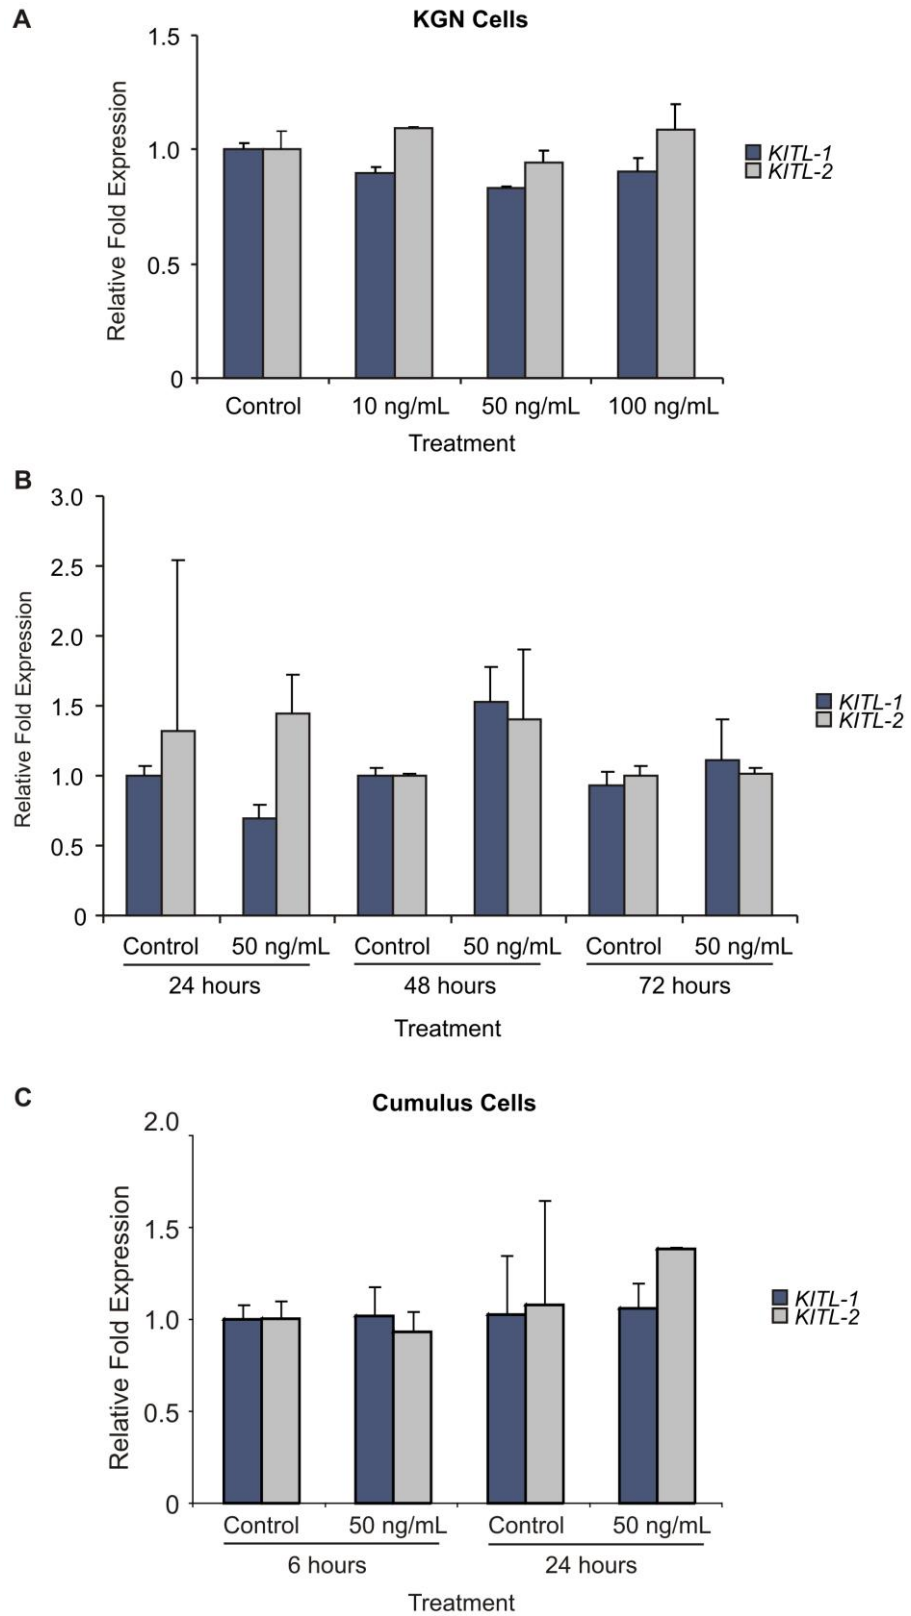 A
KGN Cells
Relative Fold Expression
1.5
1.0
0.5
0
KITL-1
KITL-2
Control 10 ng/mL 50 ng/mL 100 ng/mL
Treatment
B
Relative Fold Expression
3.0
2.5
2.0
1.5
1.0
0.5
0
KITL-1
KITL-2
Control 50 ng/mL Control 50 ng/mL Control 50 ng/mL
24 hours 48 hours 72 hours
Treatment
C
Cumulus Cells
Relative Fold Expression
2.0
1.5
1.0
0.5
0
KITL-1
KITL-2
Control 50 ng/mL Control 50 ng/mL
6 hours 24 hours
Treatment